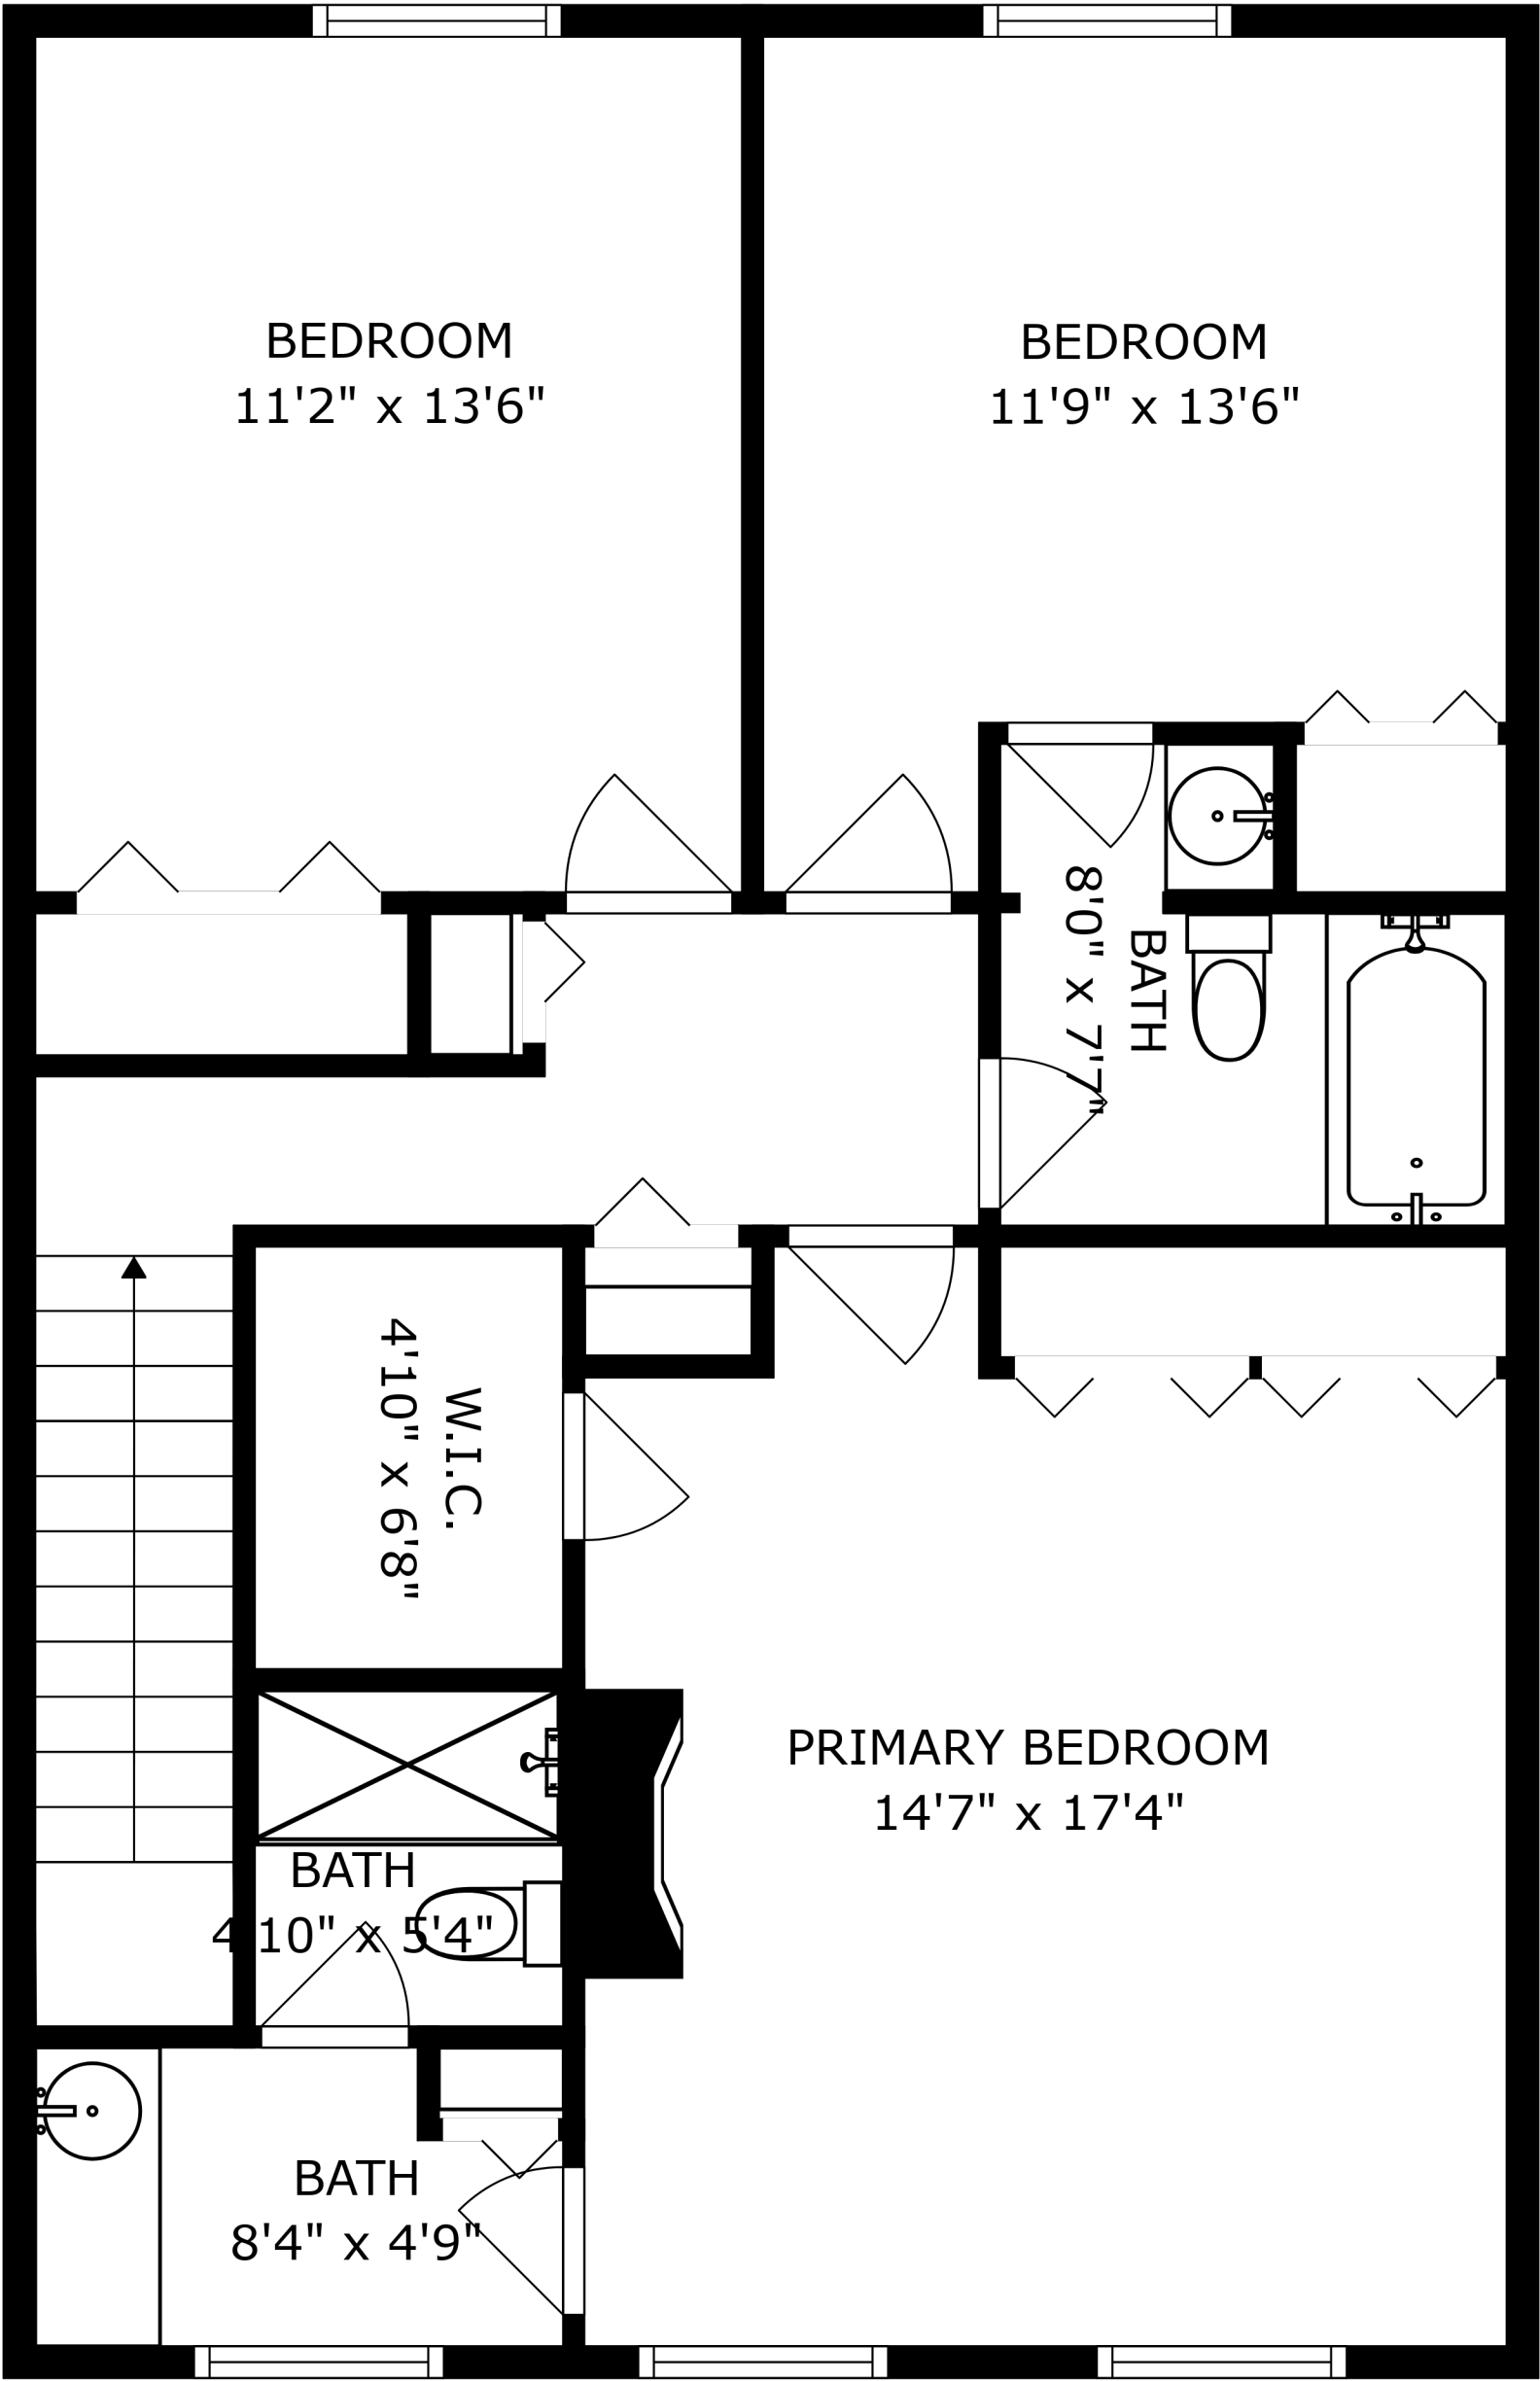 BEDROOM
11'2" x 13'6"
BEDROOM
11'9" x 13'6"
BATH
8'0" x 7'7"
W.I.C.
4'10" x 6'8"
PRIMARY BEDROOM
14'7" x 17'4"
BATH
4'10" x 5'4"
BATH
8'4" x 4'9"